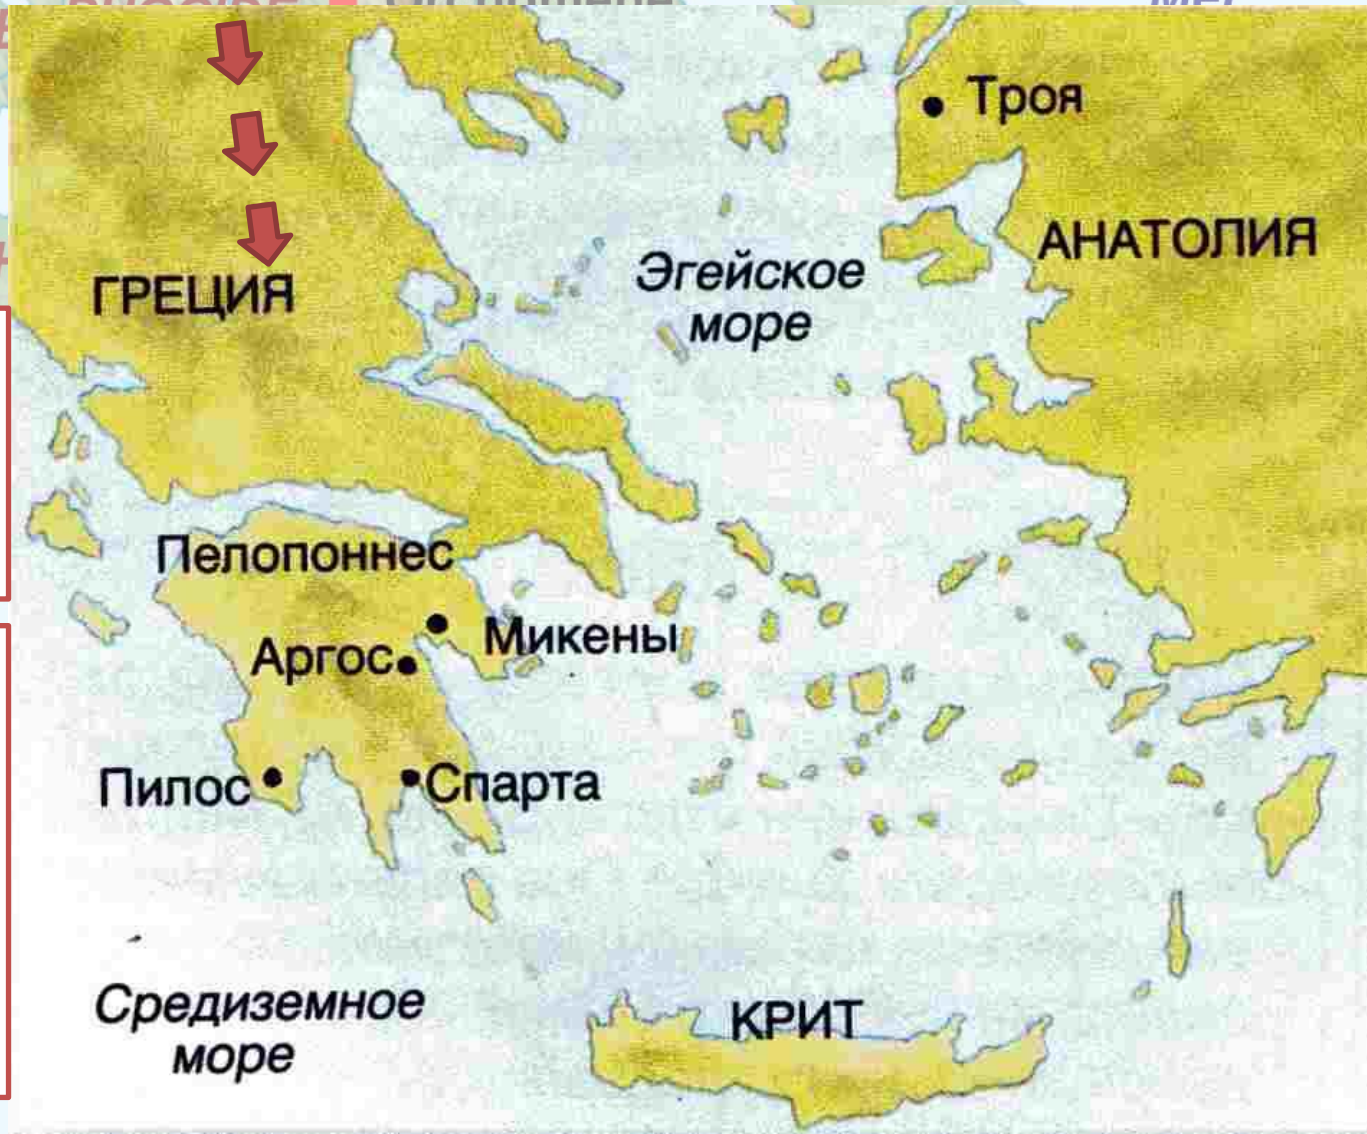 Троя
АНАТОЛИЯ
Эгейское
море
ГРЕЦИЯ
Пелопоннес
Микены
Аргос
Пилос
Спарта
Средиземное
море
КРИТ